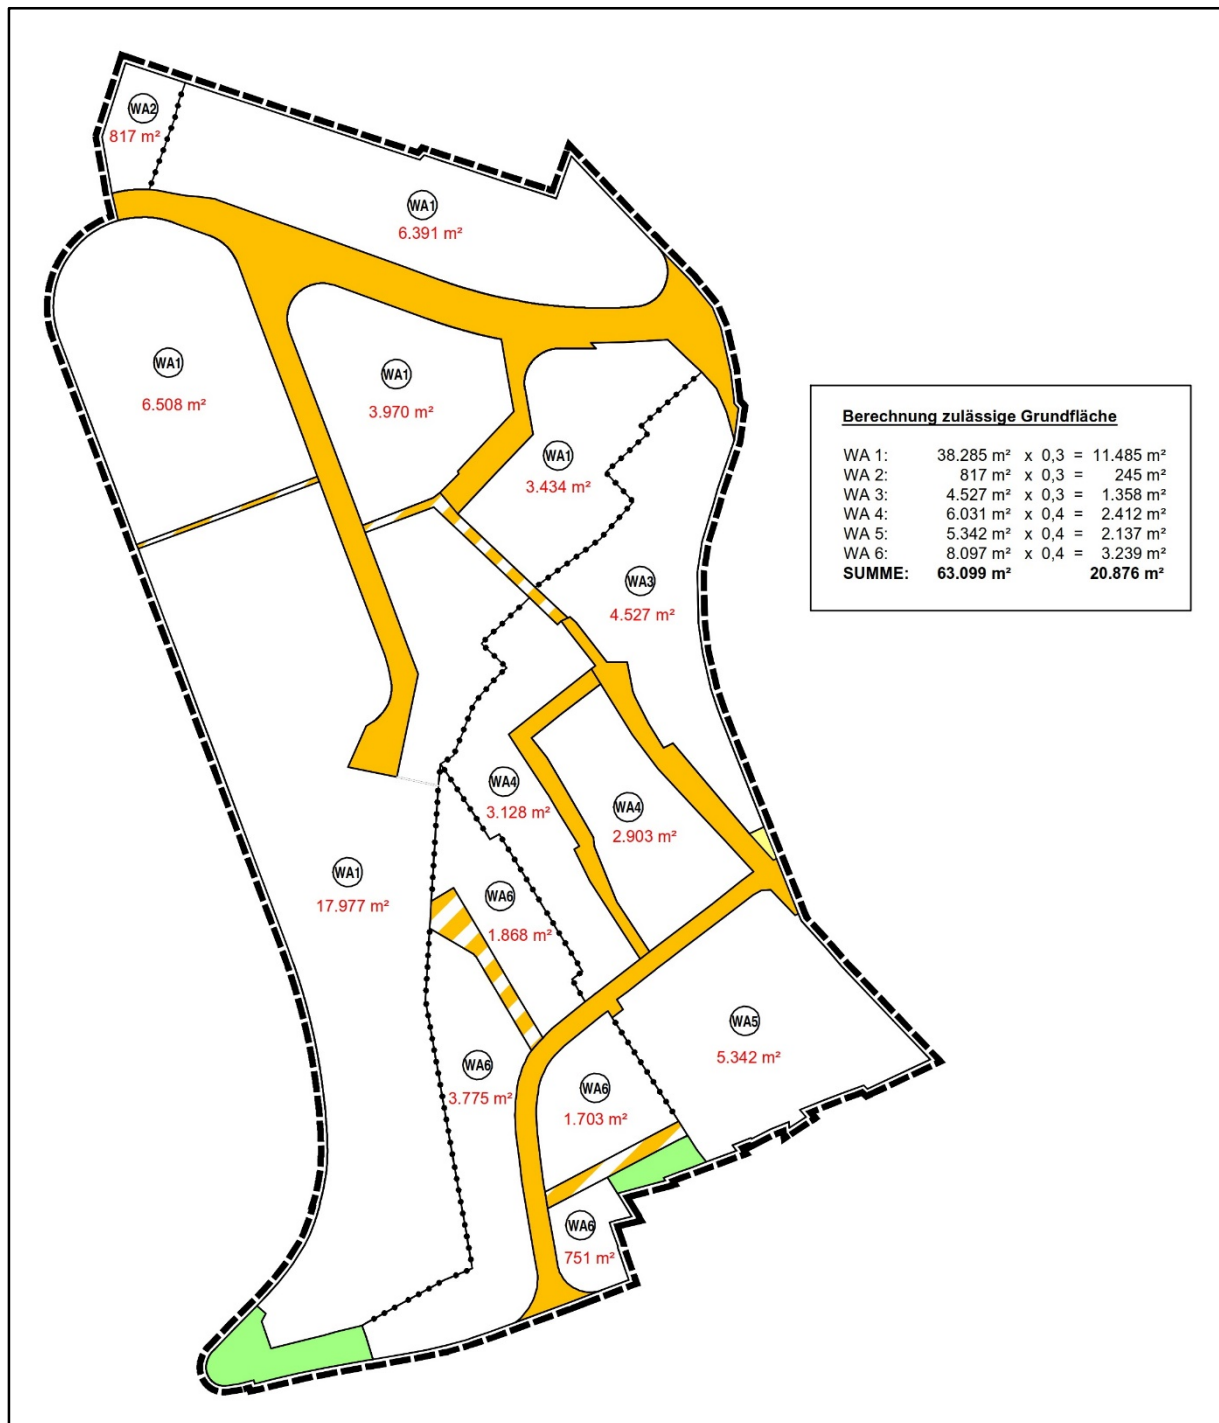 WA2
817 m²
WA1
6.391 m²
WA1
6.508 m²
WA1
3.970 m²
WA1
3.434 m²
WA3
4.527 m²
WA4
3.128 m²
WA4
2.903 m²
WA1
17.977 m²
WA6
1.868 m²
WA5
5.342 m²
WA6
3.775 m²
WA6
1.703 m²
WA6
751 m²
Berechnung zulässige Grundfläche
WA 1: 38.285 m² x 0,3 = 11.485 m²
WA 2: 817 m² x 0,3 = 245 m²
WA 3: 4.527 m² x 0,3 = 1.358 m²
WA 4: 6.031 m² x 0,4 = 2.412 m²
WA 5: 5.342 m² x 0,4 = 2.137 m²
WA 6: 8.097 m² x 0,4 = 3.239 m²
SUMME: 63.099 m² 20.876 m²